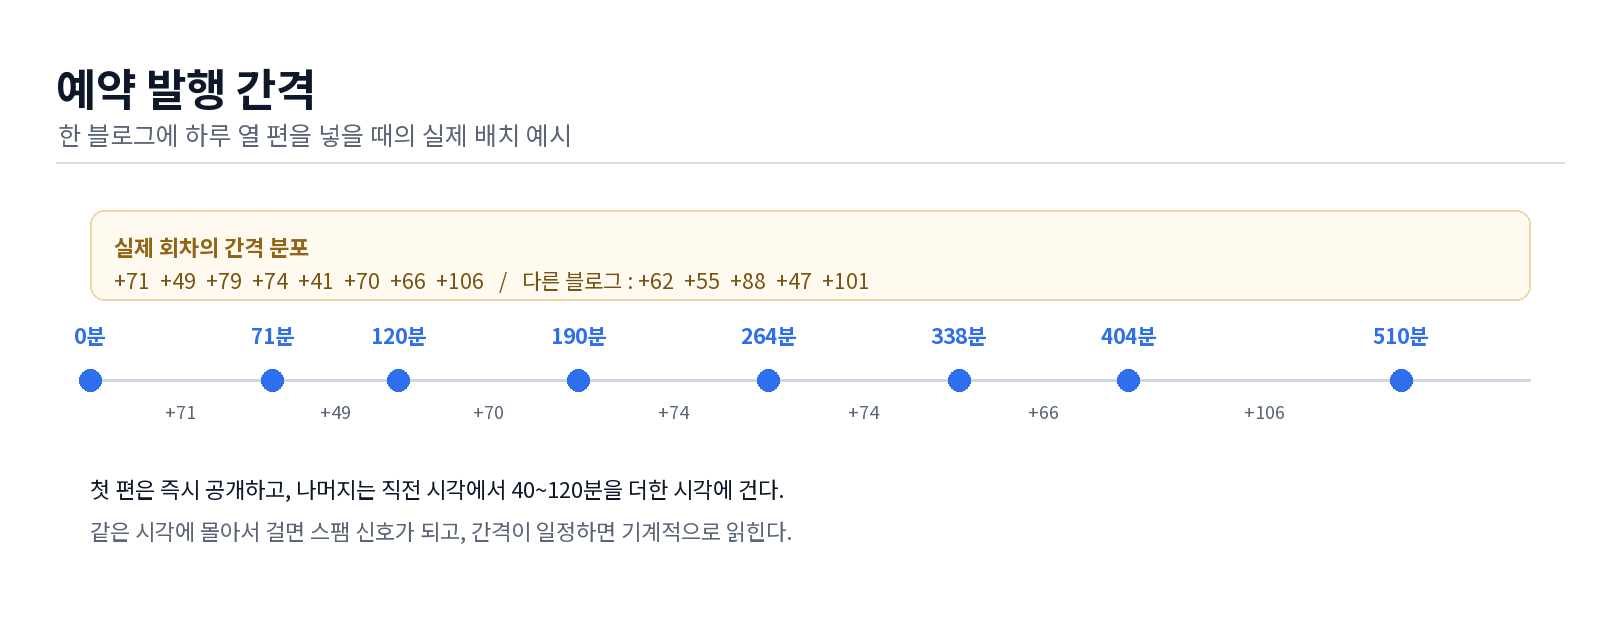 예약 발행 간격
한 블로그에 하루 열 편을 넣을 때의 실제 배치 예시
실제 회차의 간격 분포
+71 +49 +79 +74 +41 +70 +66 +106 / 다른 블로그 : +62 +55 +88 +47 +101
0분 71분 120분 190분 264분 338분 404분 510분
+71 +49 +70 +74 +74 +66 +106
첫 편은 즉시 공개하고, 나머지는 직전 시각에서 40~120분을 더한 시각에 건다.
같은 시각에 몰아서 걸면 스팸 신호가 되고, 간격이 일정하면 기계적으로 읽힌다.